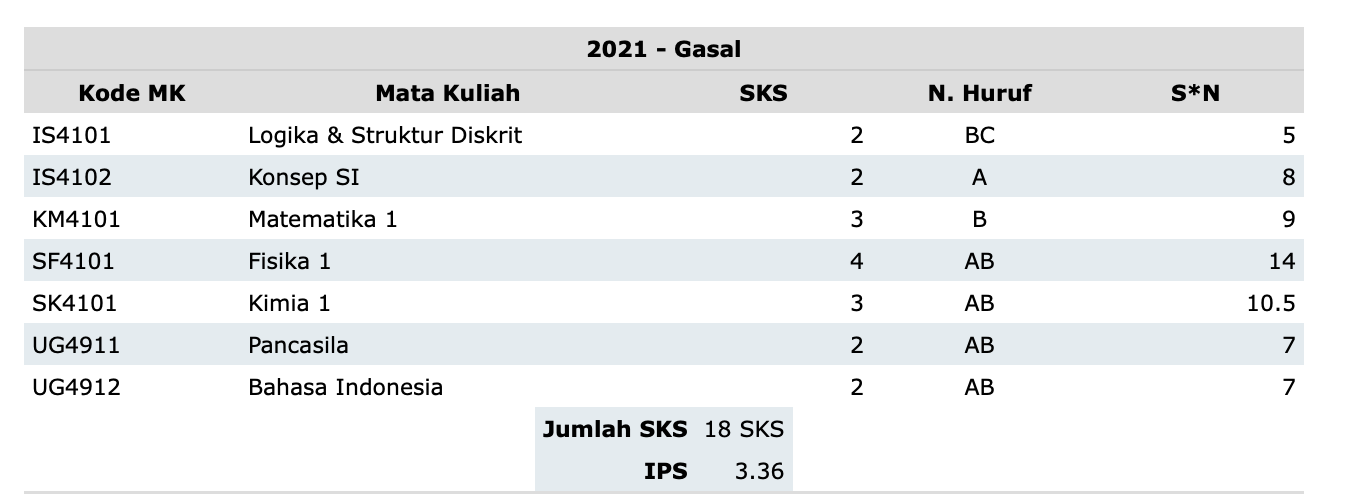 2021 - Gasal
Kode MK Mata Kuliah SKS N. Huruf S*N
IS4101 Logika & Struktur Diskrit 2 BC 5
IS4102 Konsep SI 2 A 8
KM4101 Matematika 1 3 B 9
SF4101 Fisika 1 4 AB 14
SK4101 Kimia 1 3 AB 10.5
UG4911 Pancasila 2 AB 7
UG4912 Bahasa Indonesia 2 AB 7
Jumlah SKS 18 SKS
IPS 3.36